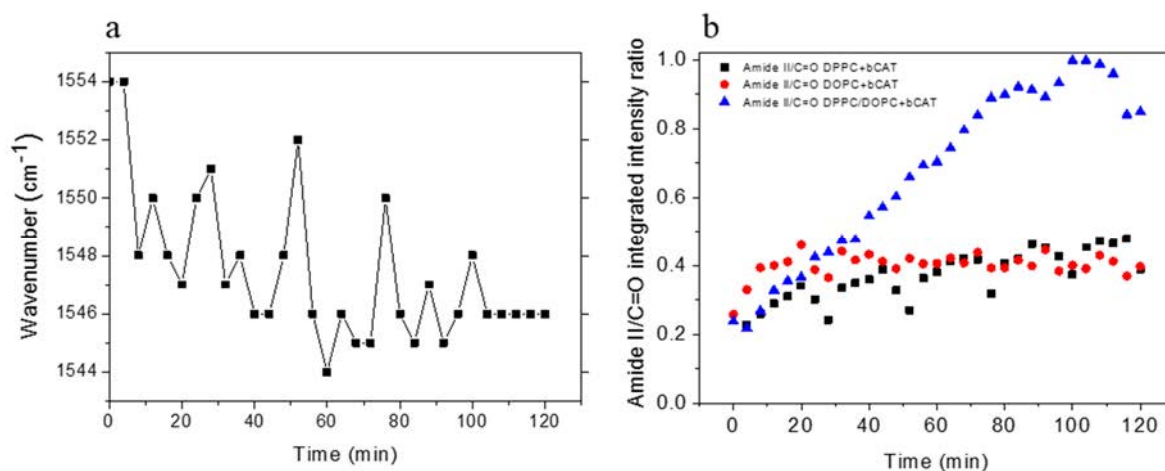 a
1554
1552
1550
1548
1546
1544
Wavenumber (cm⁻¹)
0 20 40 60 80 100 120
Time (min)
b
1.0
0.8
0.6
0.4
0.2
0.0
Amide II/C=O integrated intensity ratio
Amide II/C=O DPPC+bCAT
Amide II/C=O DOPC+bCAT
Amide II/C=O DPPC/DOPC+bCAT
0 20 40 60 80 100 120
Time (min)